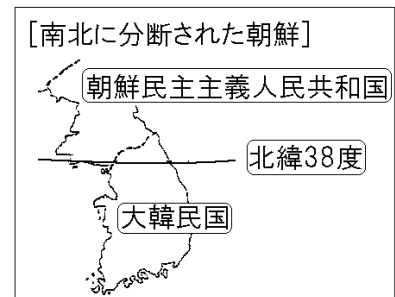 [南北に分断された朝鮮]
朝鮮民主主義人民共和国
北緯38度
大韓民国